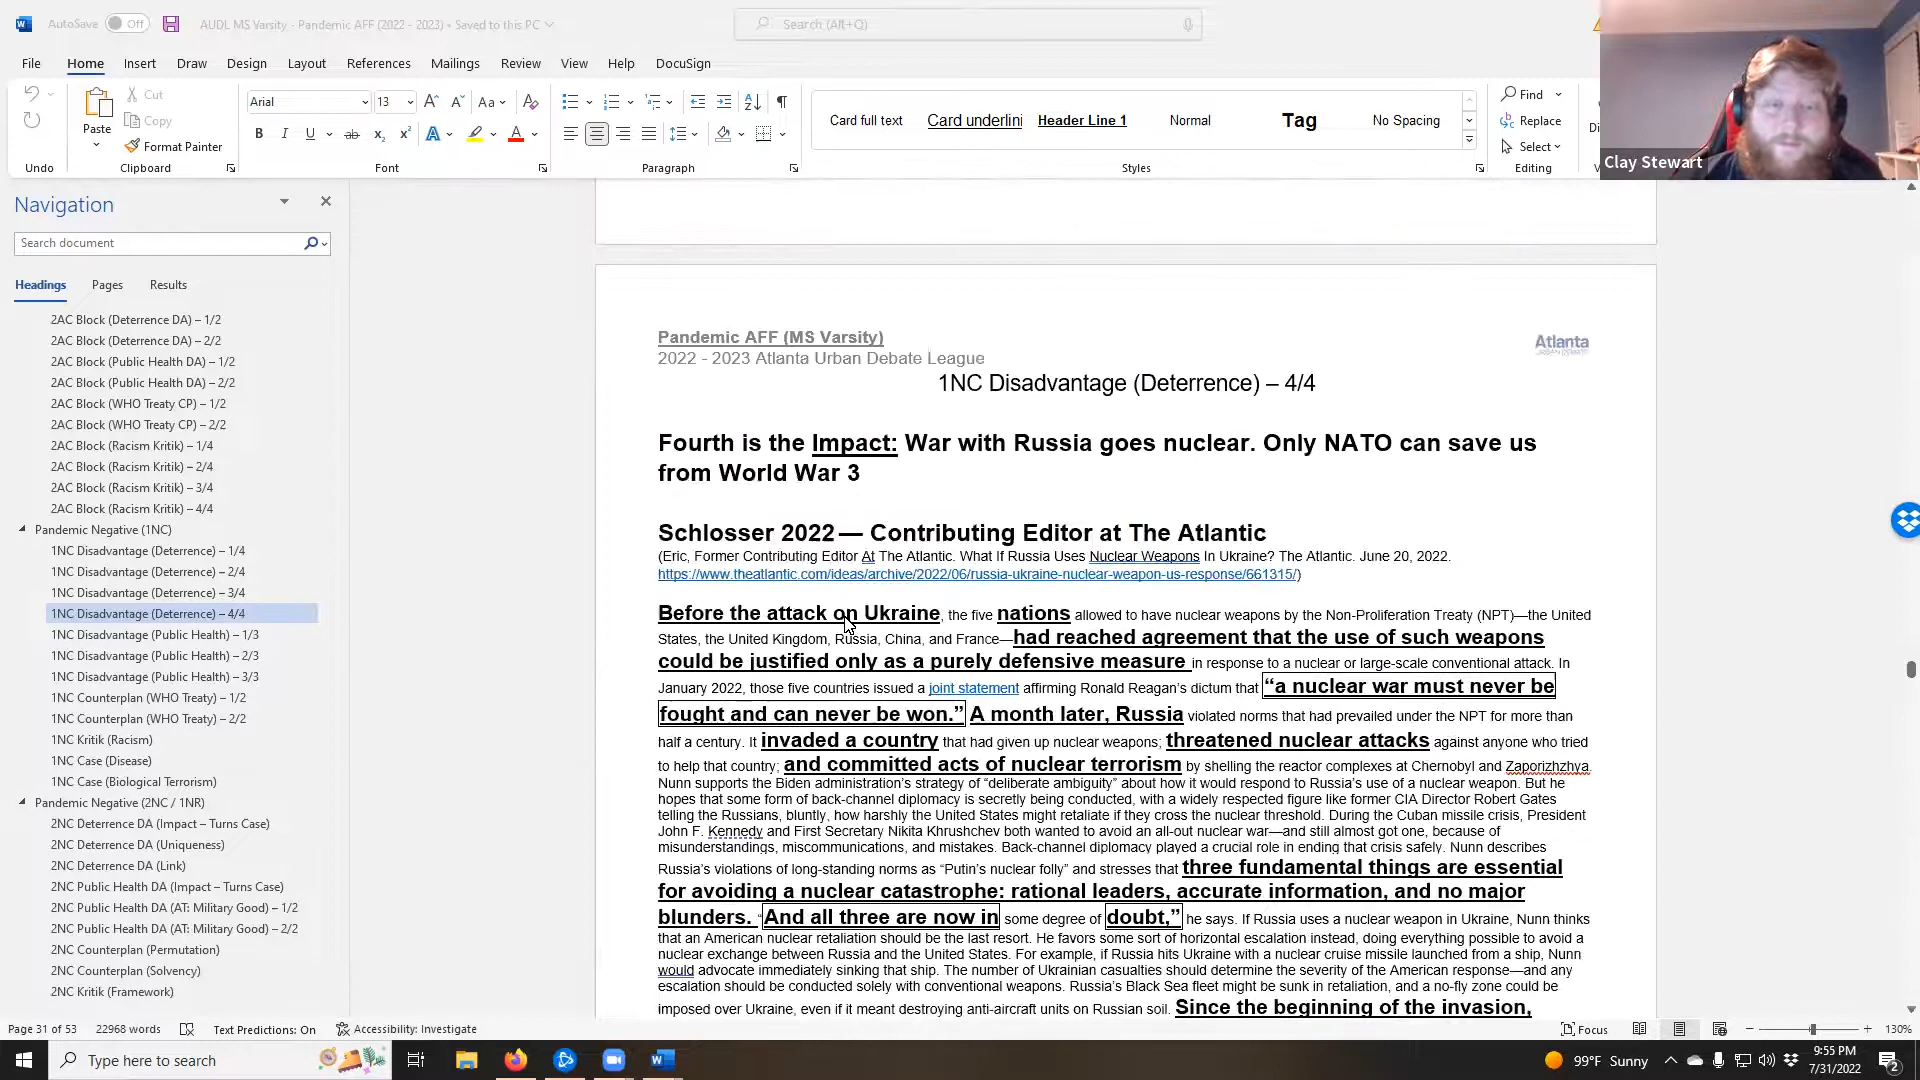 AutoSave Off AUDL MS Varsity - Pandemic AFF (2022 - 2023) • Saved to this PC
Search (Alt+Q)
File Home Insert Draw Design Layout References Mailings Review View Help DocuSign
Clay Stewart
Undo
Paste
Cut
Copy
Format Painter
Clipboard
Arial 13
Font
Paragraph
Card full text Card underlini Header Line 1 Normal Tag No Spacing
Styles
Find
Replace
Select
Editing
Navigation
Search document
Headings Pages Results
2AC Block (Deterrence DA) – 1/2
2AC Block (Deterrence DA) – 2/2
2AC Block (Public Health DA) – 1/2
2AC Block (Public Health DA) – 2/2
2AC Block (WHO Treaty CP) – 1/2
2AC Block (WHO Treaty CP) – 2/2
2AC Block (Racism Kritik) – 1/4
2AC Block (Racism Kritik) – 2/4
2AC Block (Racism Kritik) – 3/4
2AC Block (Racism Kritik) – 4/4
Pandemic Negative (1NC)
1NC Disadvantage (Deterrence) – 1/4
1NC Disadvantage (Deterrence) – 2/4
1NC Disadvantage (Deterrence) – 3/4
1NC Disadvantage (Deterrence) – 4/4
1NC Disadvantage (Public Health) – 1/3
1NC Disadvantage (Public Health) – 2/3
1NC Disadvantage (Public Health) – 3/3
1NC Counterplan (WHO Treaty) – 1/2
1NC Counterplan (WHO Treaty) – 2/2
1NC Kritik (Racism)
1NC Case (Disease)
1NC Case (Biological Terrorism)
Pandemic Negative (2NC / 1NR)
2NC Deterrence DA (Impact – Turns Case)
2NC Deterrence DA (Uniqueness)
2NC Deterrence DA (Link)
2NC Public Health DA (Impact – Turns Case)
2NC Public Health DA (AT: Military Good) – 1/2
2NC Public Health DA (AT: Military Good) – 2/2
2NC Counterplan (Permutation)
2NC Counterplan (Solvency)
2NC Kritik (Framework)
Pandemic AFF (MS Varsity)
2022 - 2023 Atlanta Urban Debate League
Atlanta
1NC Disadvantage (Deterrence) – 4/4
Fourth is the Impact: War with Russia goes nuclear. Only NATO can save us
from World War 3
Schlosser 2022 — Contributing Editor at The Atlantic
(Eric, Former Contributing Editor At The Atlantic. What If Russia Uses Nuclear Weapons In Ukraine? The Atlantic. June 20, 2022.
https://www.theatlantic.com/ideas/archive/2022/06/russia-ukraine-nuclear-weapon-us-response/661315/)
Before the attack on Ukraine, the five nations allowed to have nuclear weapons by the Non-Proliferation Treaty (NPT)—the United
States, the United Kingdom, Russia, China, and France—had reached agreement that the use of such weapons
could be justified only as a purely defensive measure in response to a nuclear or large-scale conventional attack. In
January 2022, those five countries issued a joint statement affirming Ronald Reagan's dictum that “a nuclear war must never be
fought and can never be won.” A month later, Russia violated norms that had prevailed under the NPT for more than
half a century. It invaded a country that had given up nuclear weapons; threatened nuclear attacks against anyone who tried
to help that country; and committed acts of nuclear terrorism by shelling the reactor complexes at Chernobyl and Zaporizhzhya.
Nunn supports the Biden administration's strategy of “deliberate ambiguity” about how it would respond to Russia's use of a nuclear weapon. But he
hopes that some form of back-channel diplomacy is secretly being conducted, with a widely respected figure like former CIA Director Robert Gates
telling the Russians, bluntly, how harshly the United States might retaliate if they cross the nuclear threshold. During the Cuban missile crisis, President
John F. Kennedy and First Secretary Nikita Khrushchev both wanted to avoid an all-out nuclear war—and still almost got one, because of
misunderstandings, miscommunications, and mistakes. Back-channel diplomacy played a crucial role in ending that crisis safely. Nunn describes
Russia's violations of long-standing norms as “Putin's nuclear folly” and stresses that three fundamental things are essential
for avoiding a nuclear catastrophe: rational leaders, accurate information, and no major
blunders. “And all three are now in some degree of doubt,” he says. If Russia uses a nuclear weapon in Ukraine, Nunn thinks
that an American nuclear retaliation should be the last resort. He favors some sort of horizontal escalation instead, doing everything possible to avoid a
nuclear exchange between Russia and the United States. For example, if Russia hits Ukraine with a nuclear cruise missile launched from a ship, Nunn
would advocate immediately sinking that ship. The number of Ukrainian casualties should determine the severity of the American response—and any
escalation should be conducted solely with conventional weapons. Russia's Black Sea fleet might be sunk in retaliation, and a no-fly zone could be
imposed over Ukraine, even if it meant destroying anti-aircraft units on Russian soil. Since the beginning of the invasion,
Page 31 of 53 22968 words Text Predictions: On Accessibility: Investigate Focus 130%
Type here to search
99°F Sunny
9:55 PM
7/31/2022
2